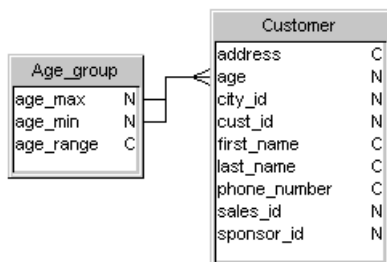 Age_group
age_max N
age_min N
age_range C
Customer
address C
age N
city_id N
cust_id N
first_name C
last_name C
phone_number C
sales_id N
sponsor_id N